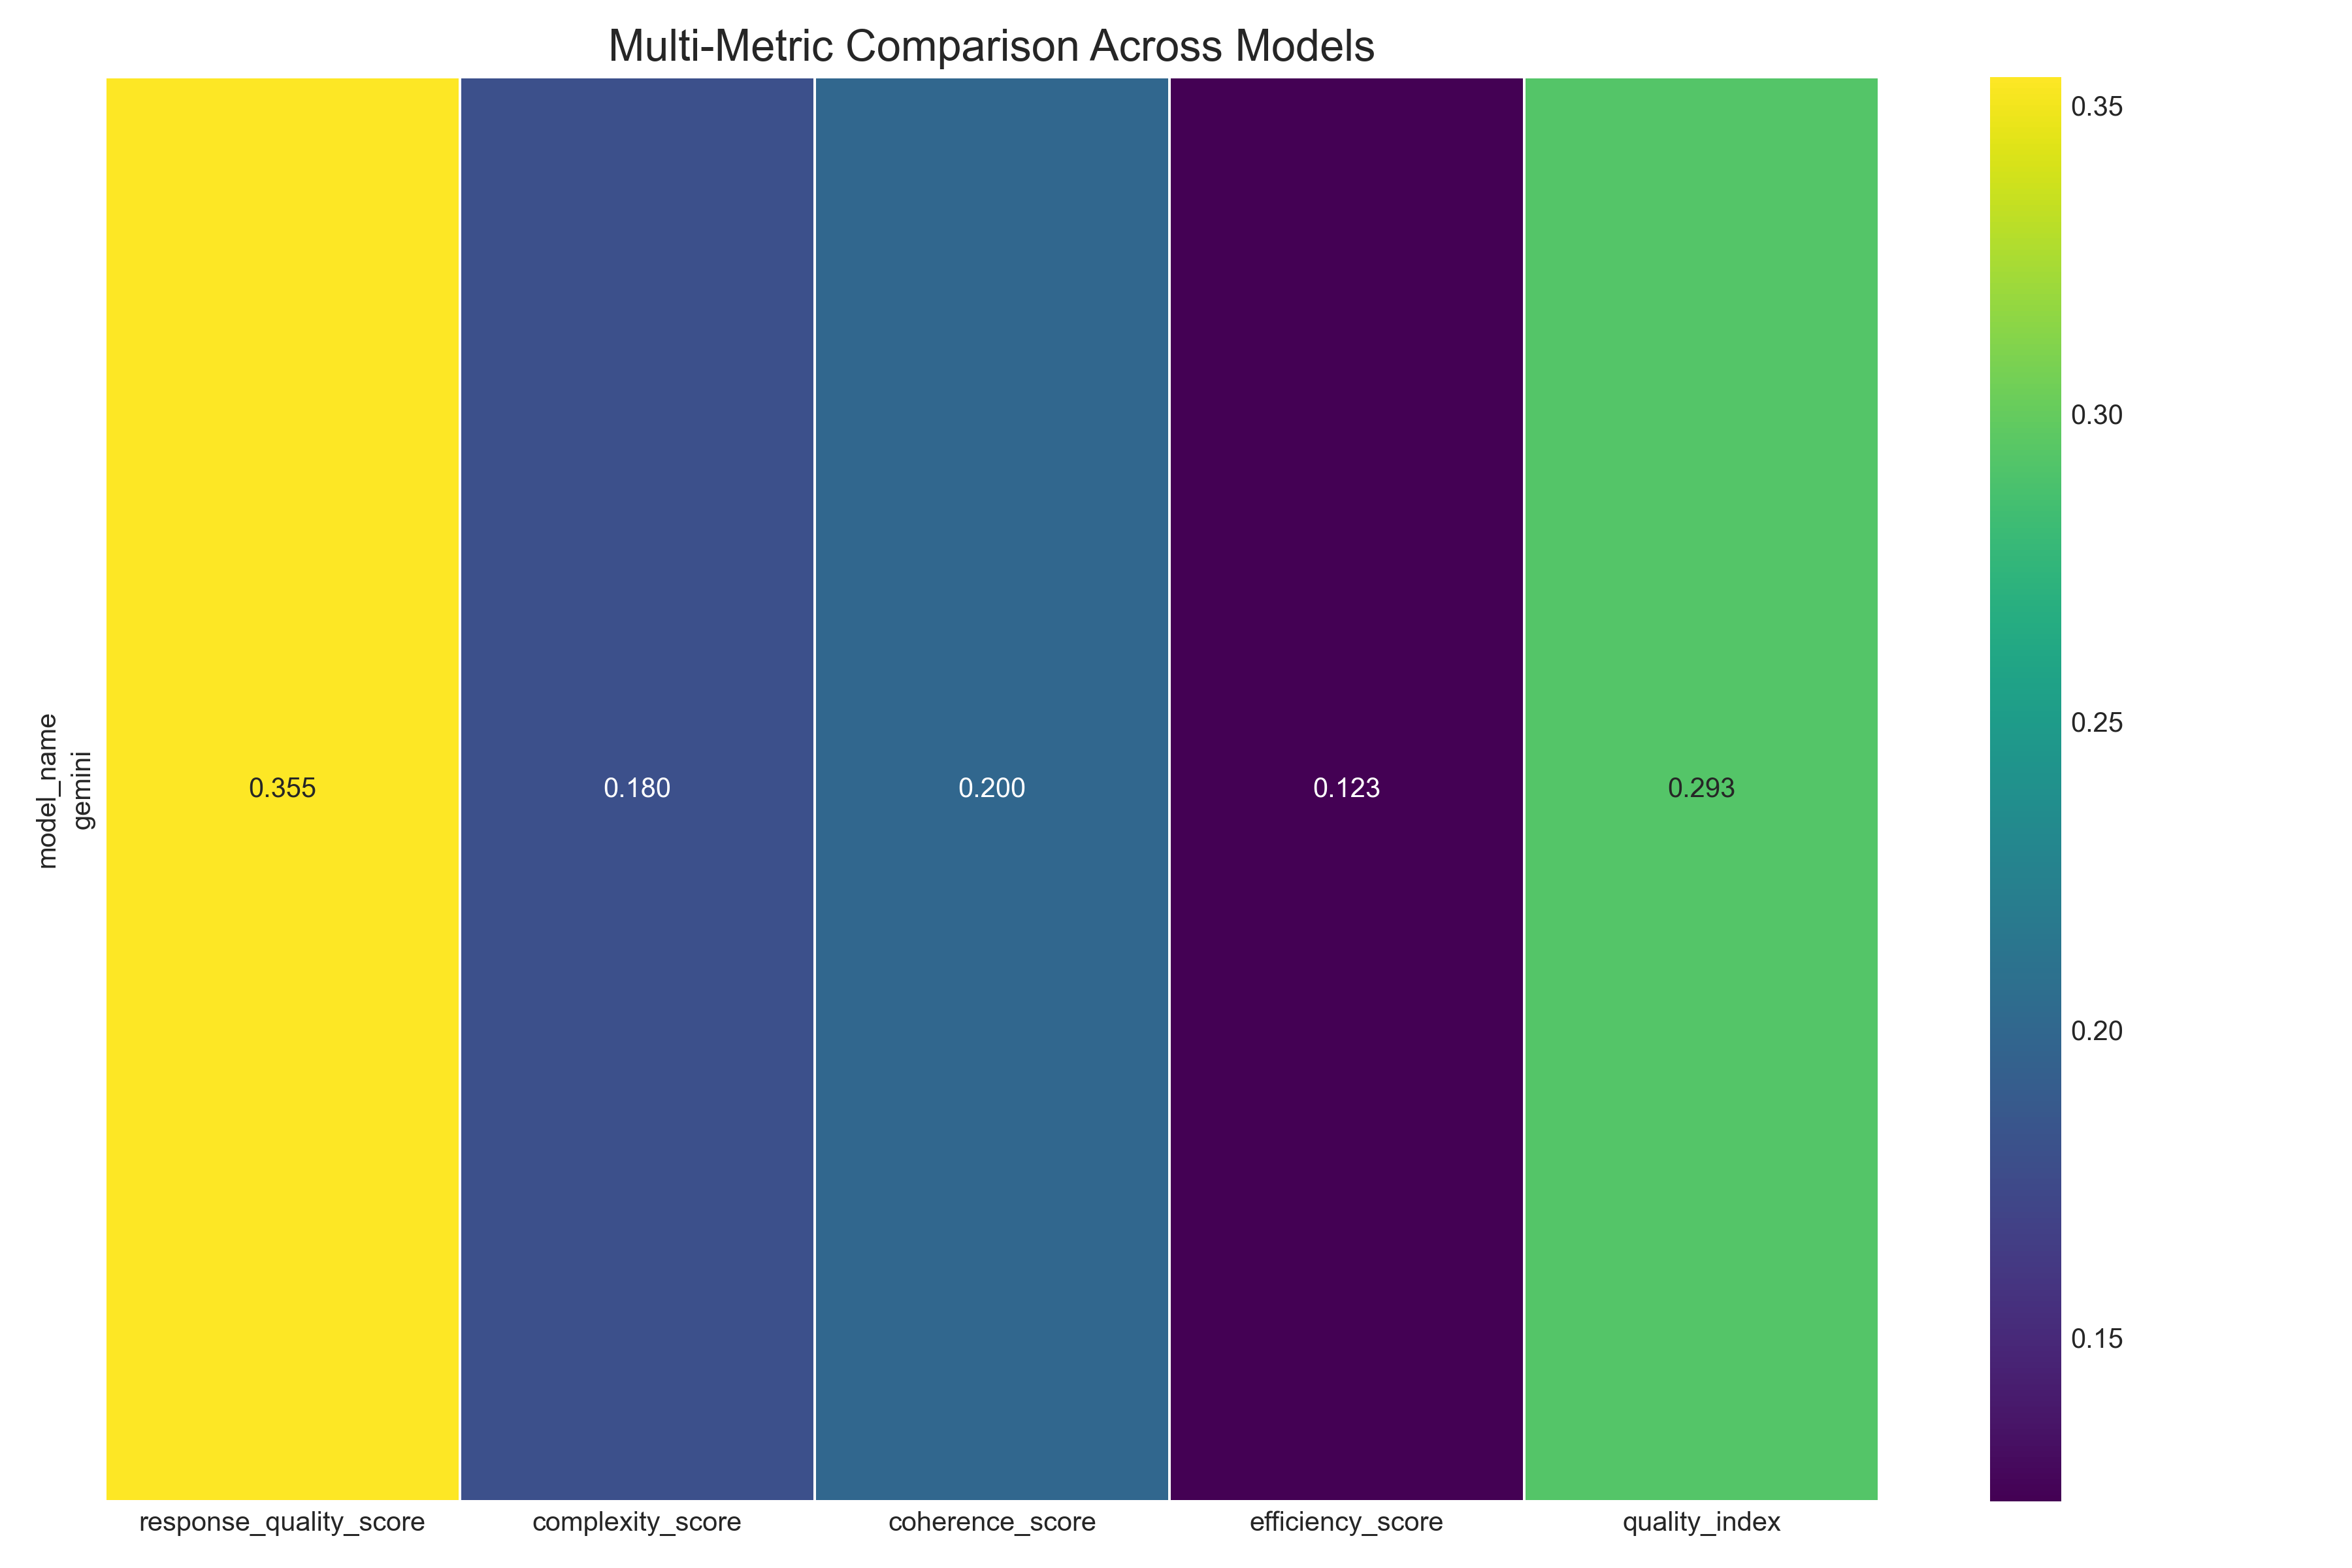 Multi-Metric Comparison Across Models
model_name
gemini
0.355
0.180
0.200
0.123
0.293
response_quality_score
complexity_score
coherence_score
efficiency_score
quality_index
0.35
0.30
0.25
0.20
0.15